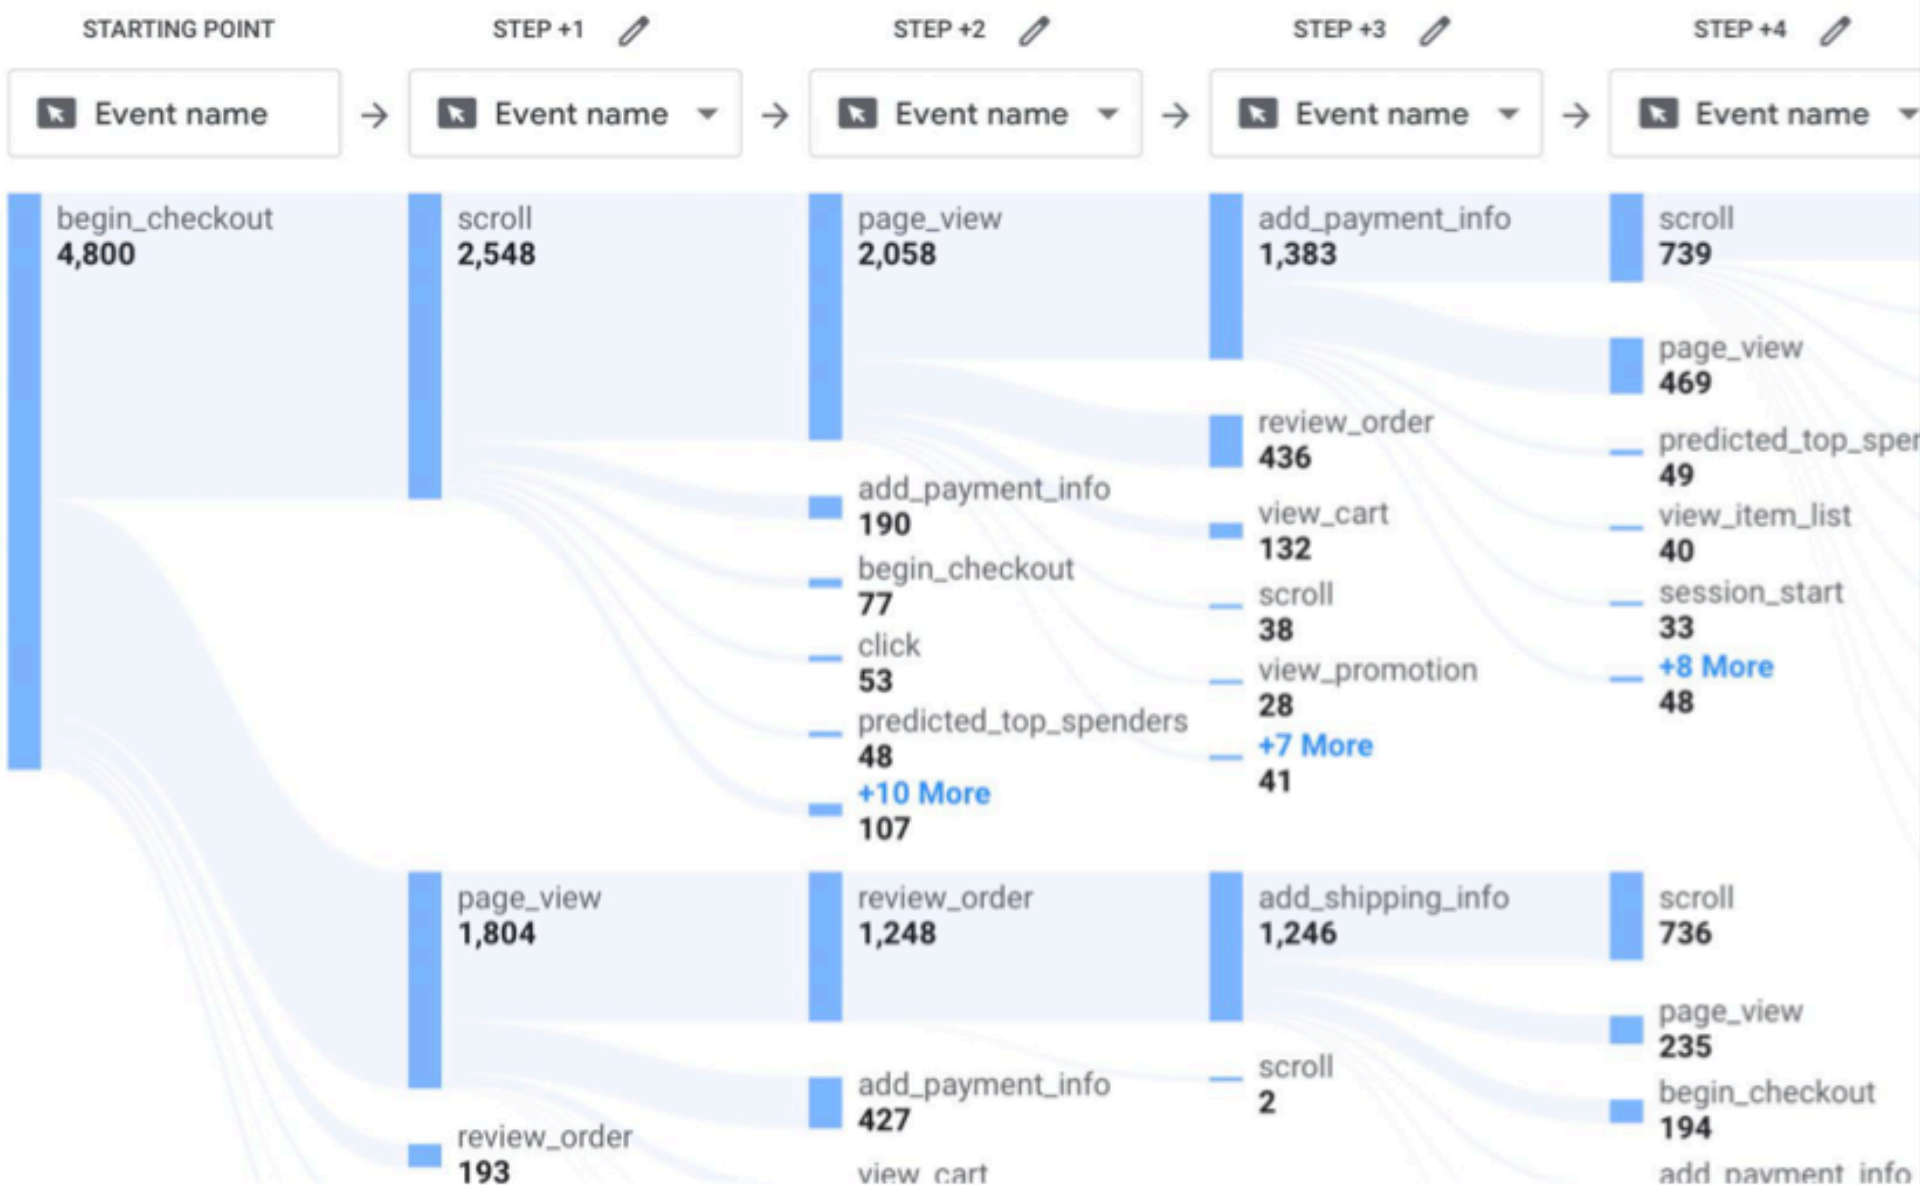 STARTING POINT
STEP +1
STEP +2
STEP +3
STEP +4
Event name
Event name
Event name
Event name
Event name
begin_checkout
4,800
scroll
2,548
page_view
1,804
review_order
193
page_view
2,058
add_payment_info
190
begin_checkout
77
click
53
predicted_top_spenders
48
+10 More
107
review_order
1,248
add_payment_info
427
view_cart
add_payment_info
1,383
review_order
436
view_cart
132
scroll
38
view_promotion
28
+7 More
41
add_shipping_info
1,246
scroll
2
scroll
739
page_view
469
predicted_top_sper
49
view_item_list
40
session_start
33
+8 More
48
scroll
736
page_view
235
begin_checkout
194
add_payment_info